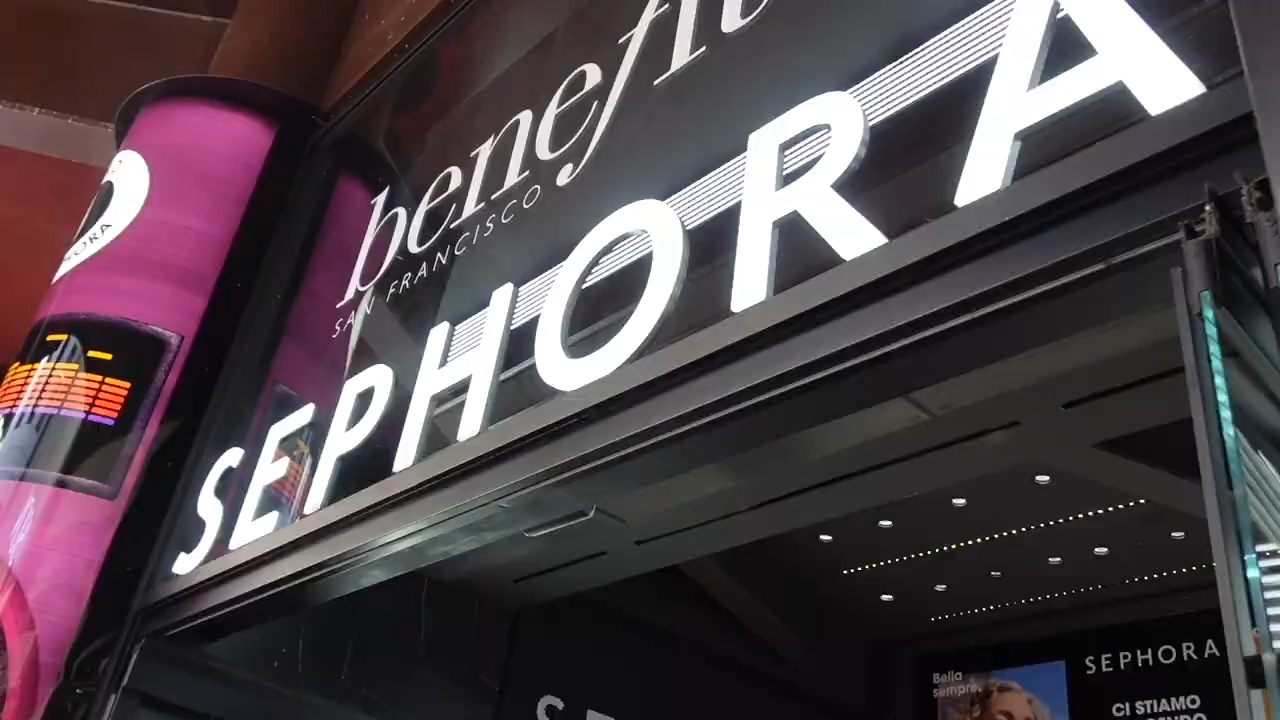 benefit
SAN FRANCISCO
SEPHORA
SEPHORA
Bella
sempre.
CI STIAMO